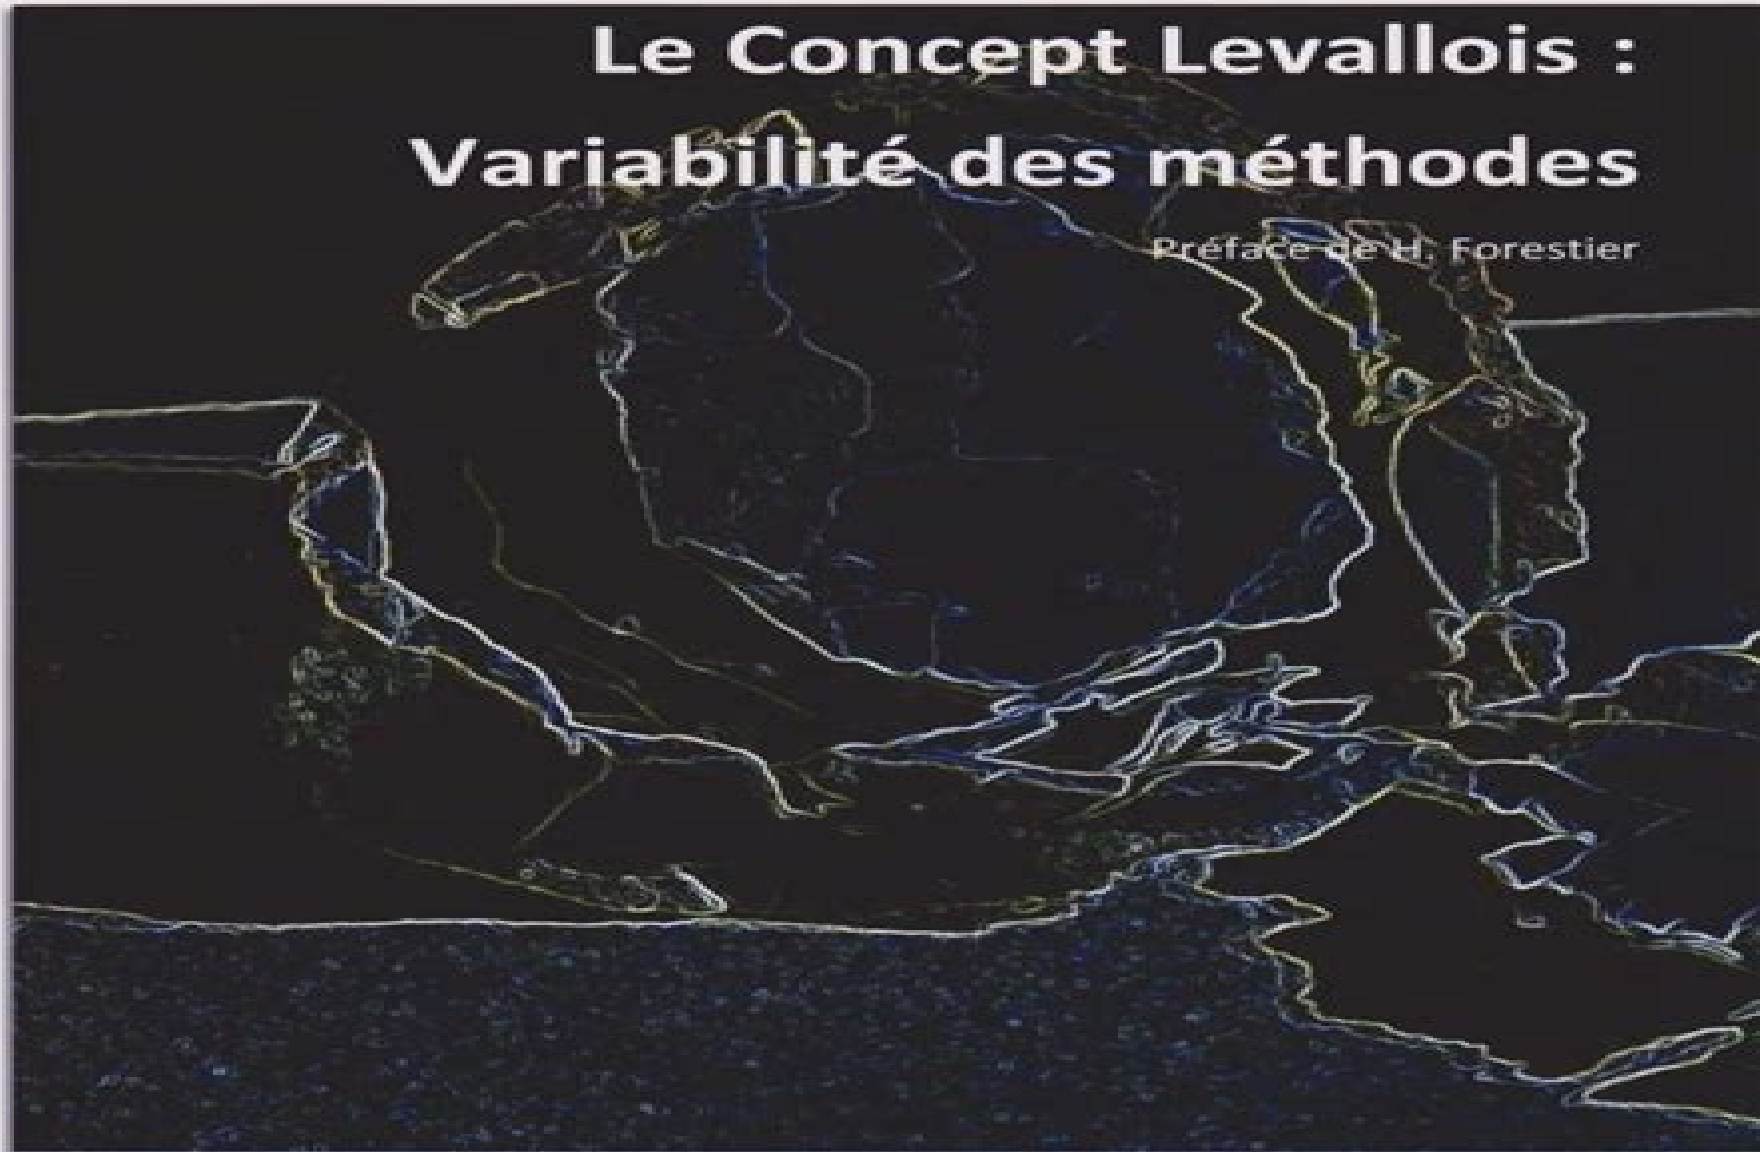 Le Concept Levallois :
Variabilité des méthodes
Préface de H. Forestier